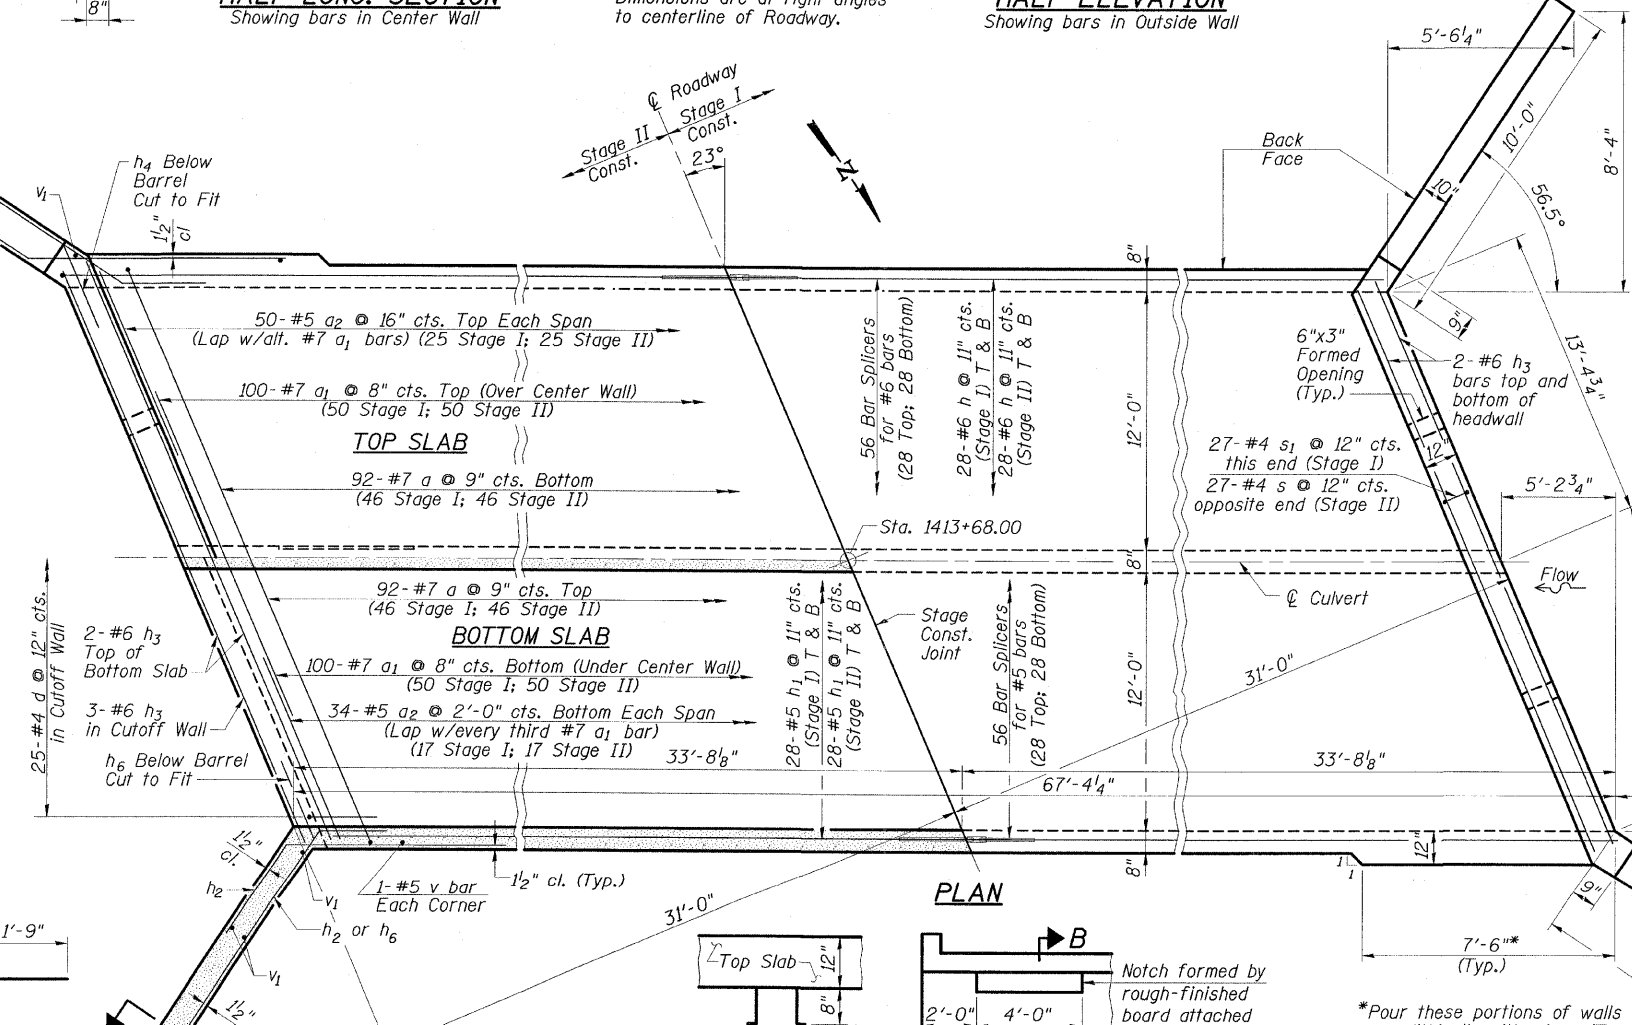 8"
HALF LONG. SECTION
Showing bars in Center Wall
Dimensions are at right angles
to centerline of Roadway.
HALF ELEVATION
Showing bars in Outside Wall
5'-6¼"
10'-0"
8'-4"
10"
56.5°
℄ Roadway
Stage I
Const.
Stage II
Const.
23°
N
Back
Face
h4 Below
Barrel
Cut to Fit
v1
1½"
cl
8"
9"
13'-4¾"
50-#5 a2 @ 16" cts. Top Each Span
(Lap w/alt. #7 a1 bars) (25 Stage I; 25 Stage II)
100-#7 a1 @ 8" cts. Top (Over Center Wall)
(50 Stage I; 50 Stage II)
TOP SLAB
92-#7 a @ 9" cts. Bottom
(46 Stage I; 46 Stage II)
56 Bar Splicers
for #6 bars
(28 Top; 28 Bottom)
28-#6 h @ 11" cts.
(Stage I) T & B
28-#6 h @ 11" cts.
(Stage II) T & B
12'-0"
6"x3"
Formed
Opening
(Typ.)
2-#6 h3
bars top and
bottom of
headwall
12"
27-#4 s1 @ 12" cts.
this end (Stage I)
27-#4 s @ 12" cts.
opposite end (Stage II)
5'-2¾"
Sta. 1413+68.00
8"
Flow
℄ Culvert
92-#7 a @ 9" cts. Top
(46 Stage I; 46 Stage II)
BOTTOM SLAB
100-#7 a1 @ 8" cts. Bottom (Under Center Wall)
(50 Stage I; 50 Stage II)
34-#5 a2 @ 2'-0" cts. Bottom Each Span
(Lap w/every third #7 a1 bar)
(17 Stage I; 17 Stage II)
25-#4 d @ 12" cts.
in Cutoff Wall
2-#6 h3
Top of
Bottom Slab
3-#6 h3
in Cutoff Wall
h6 Below Barrel
Cut to Fit
28-#5 h1 @ 11" cts.
(Stage I) T & B
28-#5 h1 @ 11" cts.
(Stage II) T & B
Stage
Const.
Joint
56 Bar Splicers
for #5 bars
(28 Top; 28 Bottom)
12'-0"
31'-0"
33'-8⅛"
33'-8⅛"
67'-4¼"
1½"
cl.
h2
v1
1-#5 v bar
Each Corner
1½" cl. (Typ.)
h2 or h6
v1
1½"
31'-0"
8"
1
1
12"
9"
7'-6"*
(Typ.)
PLAN
1'-9"
Top Slab
12"
8"
B
2'-0"
4'-0"
Notch formed by
rough-finished
board attached
*Pour these portions of walls